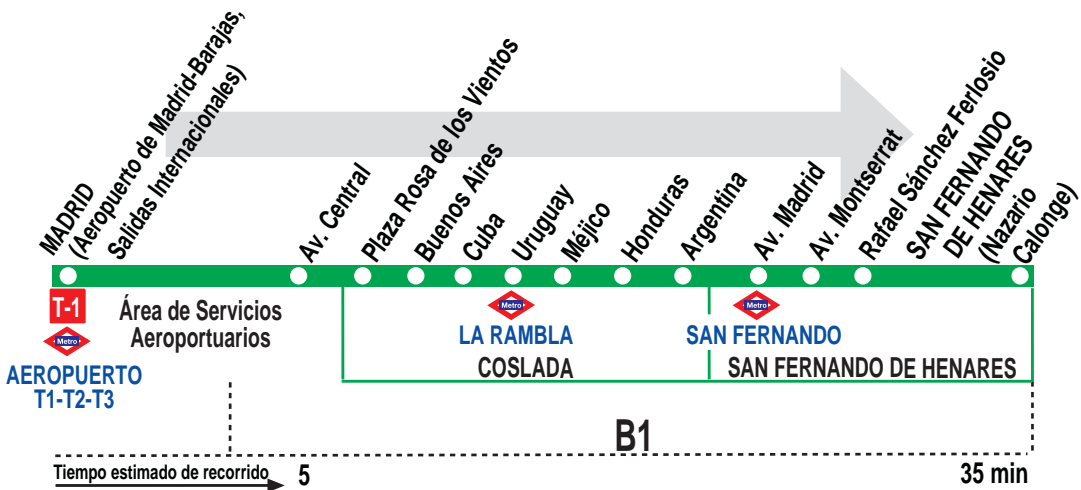 MADRID
(Aeropuerto de Madrid-Barajas,
Salidas Internacionales)
Av. Central
Plaza Rosa de los Vientos
Buenos Aires
Cuba
Uruguay
Méjico
Honduras
Argentina
Av. Madrid
Av. Montserrat
Rafael Sánchez Ferlosio
SAN FERNANDO
DE HENARES
(Nazario
Calonge)
T-1
Metro
AEROPUERTO
T1-T2-T3
Área de Servicios
Aeroportuarios
Metro
LA RAMBLA
COSLADA
Metro
SAN FERNANDO
SAN FERNANDO DE HENARES
B1
Tiempo estimado de recorrido
5
35 min